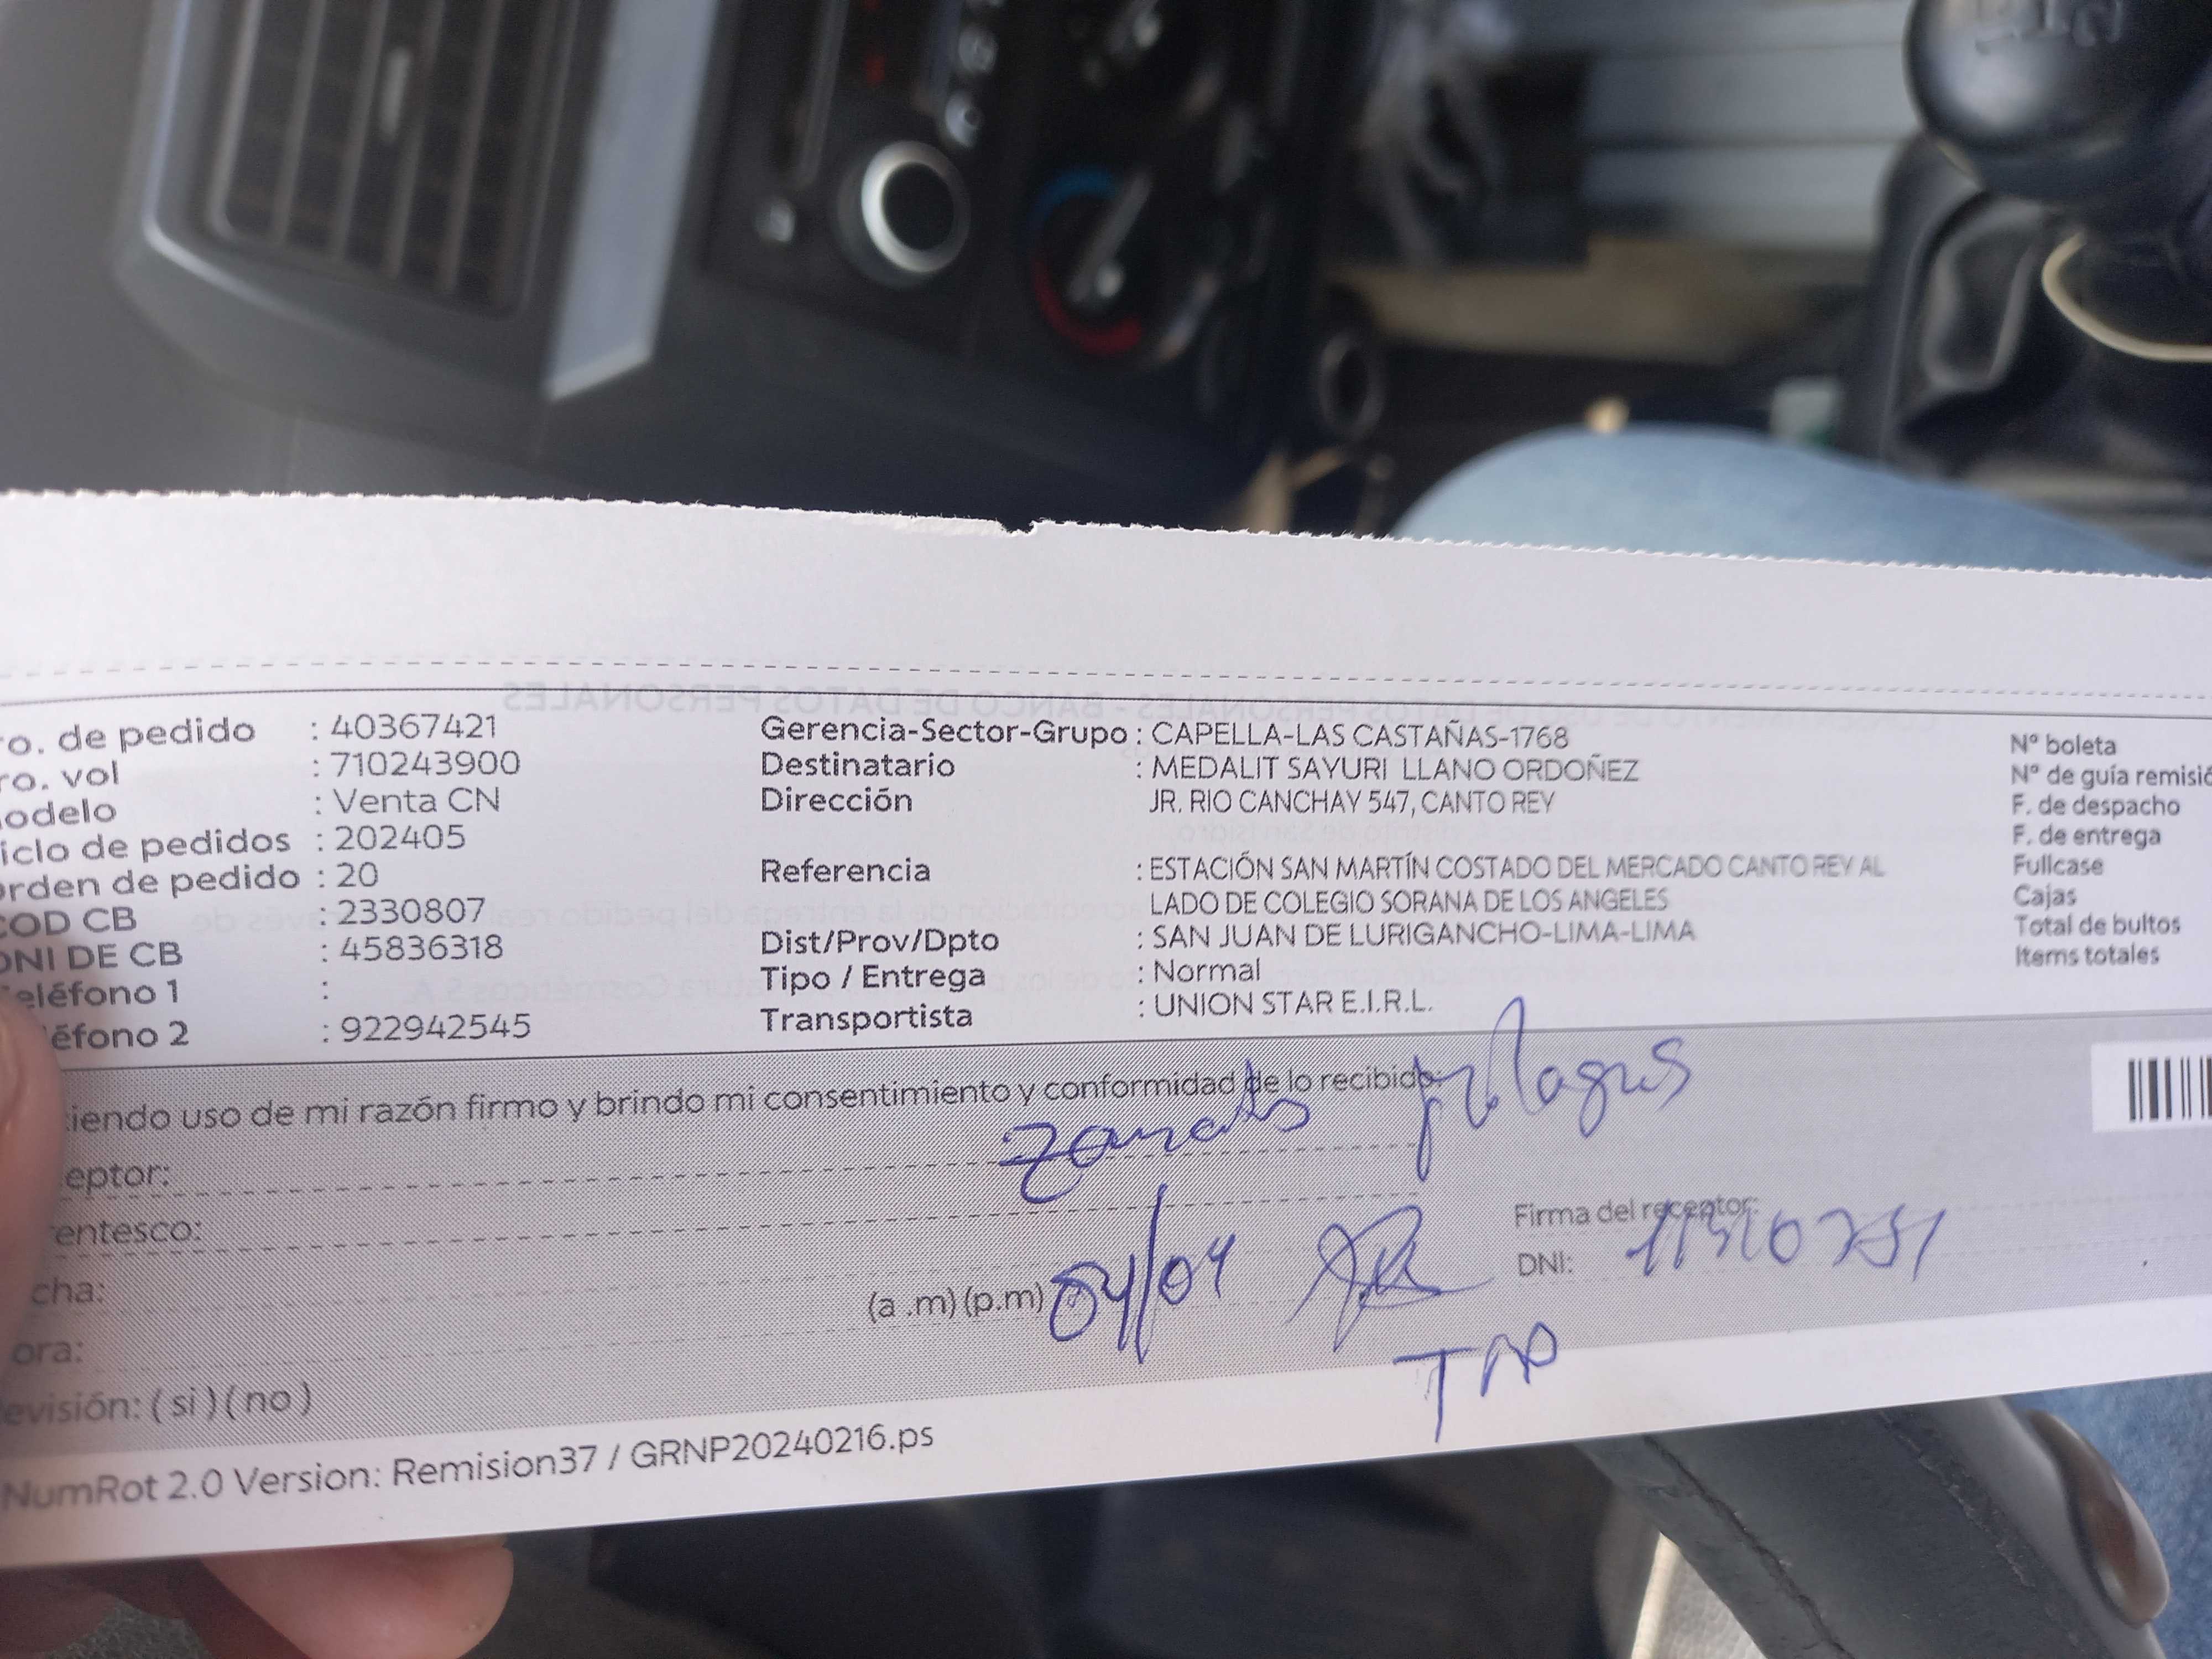 ro. de pedido : 40367421
ro. vol : 710243900
odelo : Venta CN
iclo de pedidos : 202405
rden de pedido : 20
COD CB : 2330807
DNI DE CB : 45836318
eléfono 1 :
éfono 2 : 922942545
Gerencia-Sector-Grupo : CAPELLA-LAS CASTAÑAS-1768
Destinatario : MEDALIT SAYURI LLANO ORDOÑEZ
Dirección JR. RIO CANCHAY 547, CANTO REY
Referencia : ESTACIÓN SAN MARTÍN COSTADO DEL MERCADO CANTO REY AL
LADO DE COLEGIO SORANA DE LOS ANGELES
Dist/Prov/Dpto : SAN JUAN DE LURIGANCHO-LIMA-LIMA
Tipo / Entrega : Normal
Transportista : UNION STAR E.I.R.L.
N° boleta
N° de guía remisió
F. de despacho
F. de entrega
Fullcase
Cajas
Total de bultos
Items totales
iendo uso de mi razón firmo y brindo mi consentimiento y conformidad de lo recibido:
eptor:
Milagros
entesco:
cha:
ora:
(a .m) (p.m) 04/04
Firma del receptor:
DNI:
evisión: ( si ) ( no )
NumRot 2.0 Version: Remision37 / GRNP20240216.ps